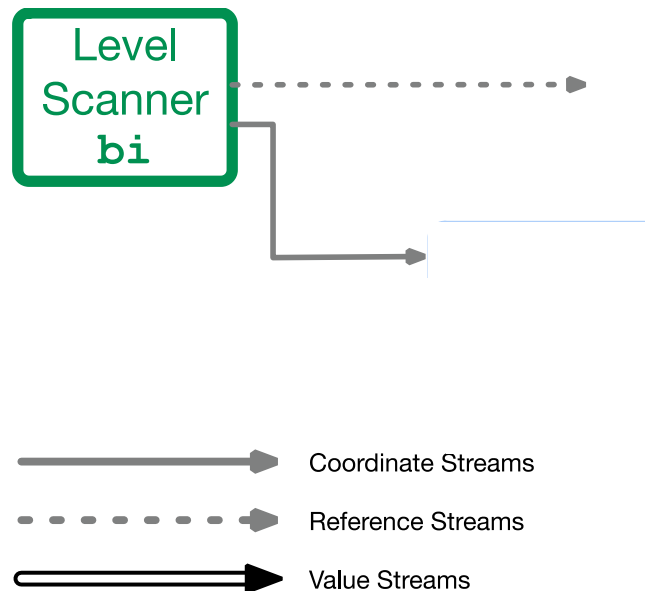 Level
Scanner
bi
Coordinate Streams
Reference Streams
Value Streams